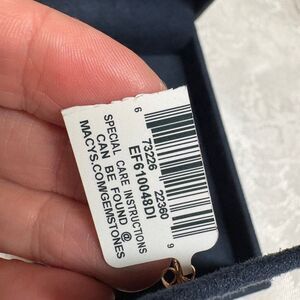 6 73226 22360 9
EF610048DI
SPECIAL CARE INSTRUCTIONS
CAN BE FOUND @
MACYS.COM/GEMSTONES